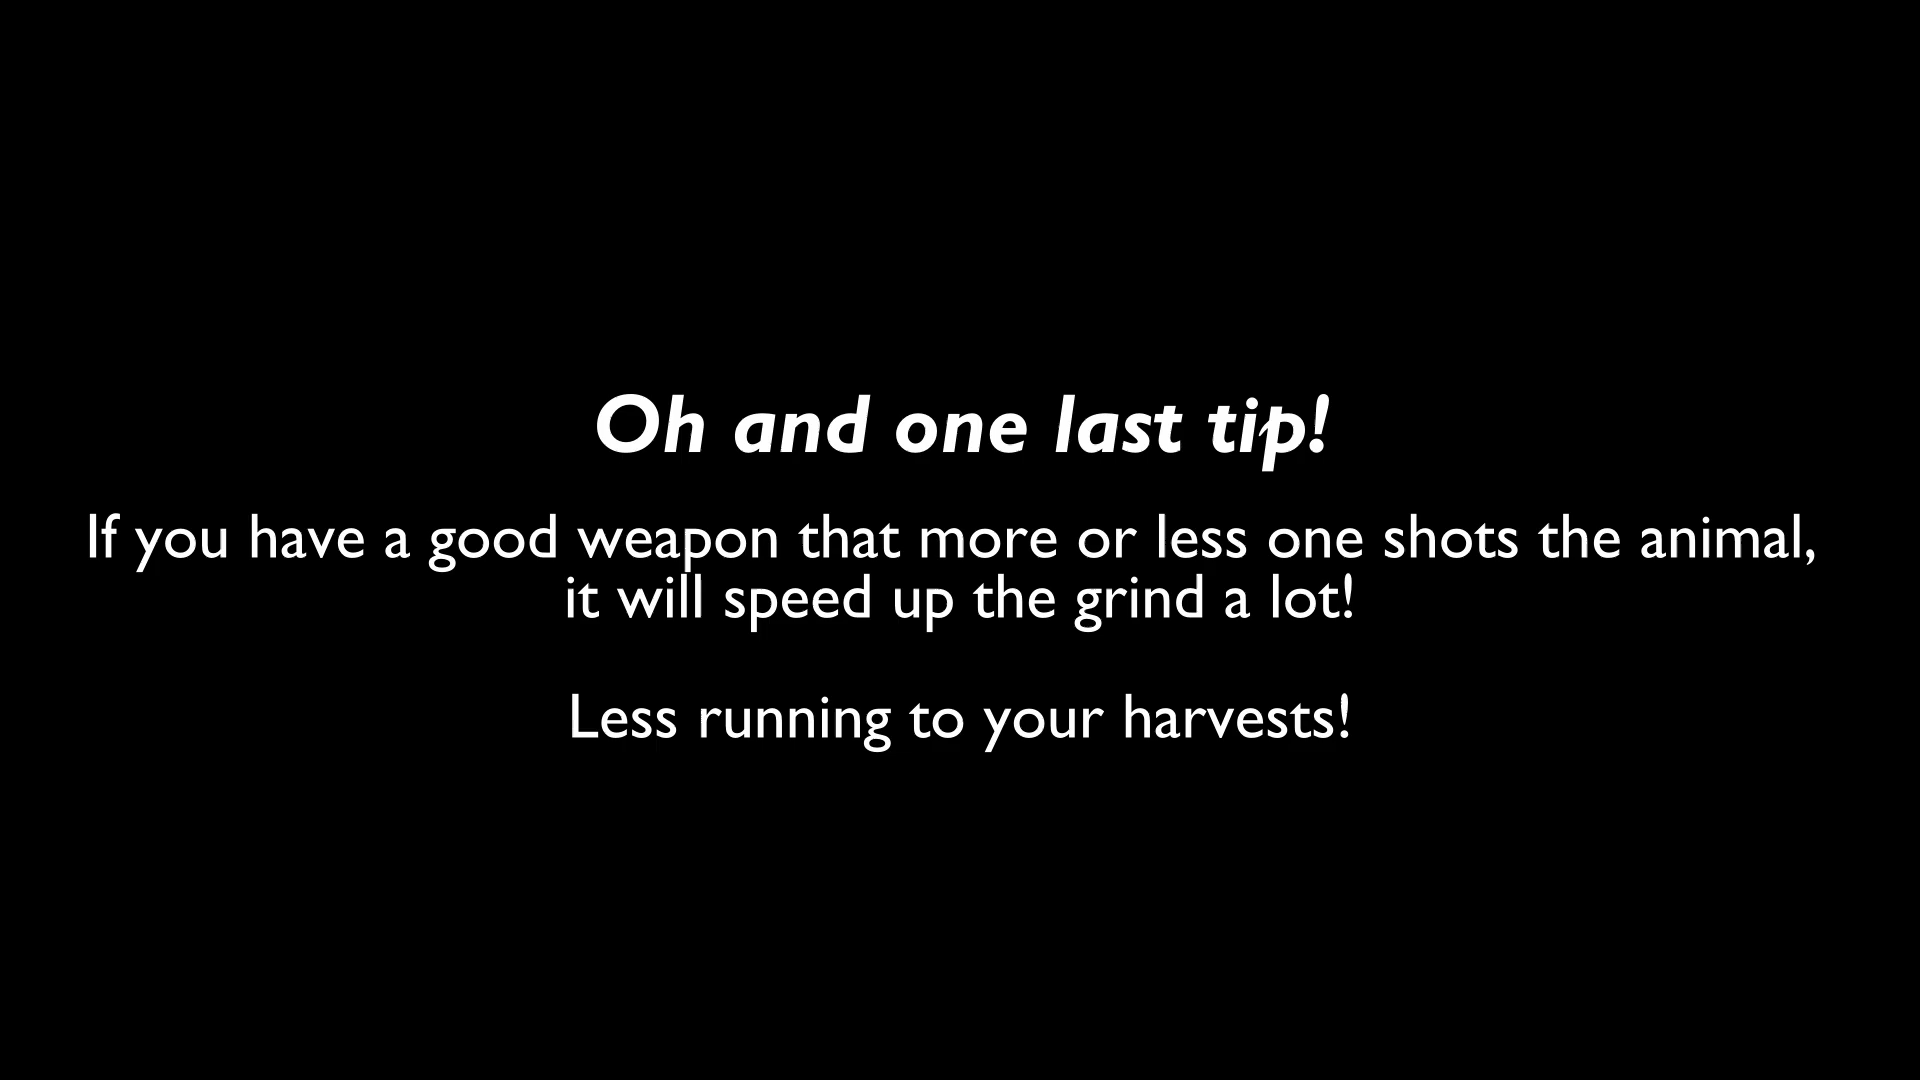 Oh and one last tip!
If you have a good weapon that more or less one shots the animal,
it will speed up the grind a lot!
Less running to your harvests!